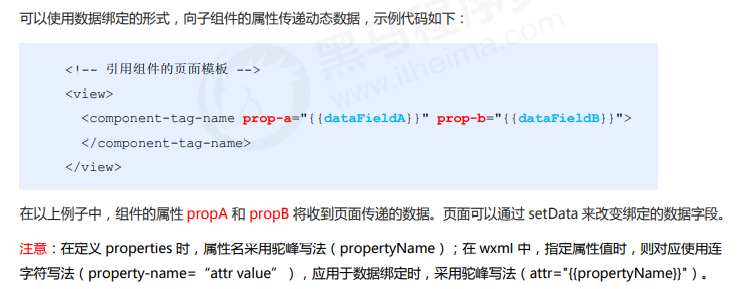 可以使用数据绑定的形式，向子组件的属性传递动态数据，示例代码如下：
<!-- 引用组件的页面模板 -->
<view>
<component-tag-name prop-a="{{dataFieldA}}" prop-b="{{dataFieldB}}">
</component-tag-name>
</view>
在以上例子中，组件的属性 propA 和 propB 将收到页面传递的数据。页面可以通过 setData 来改变绑定的数据字段。
注意：在定义 properties 时，属性名采用驼峰写法（propertyName）；在 wxml 中，指定属性值时，则对应使用连
字符写法（property-name=“attr value”），应用于数据绑定时，采用驼峰写法（attr="{{propertyName}}"）。
黑马程序员
www.itheima.com